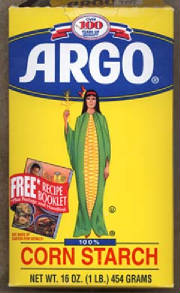 OVER
100
YEARS OF
ARGO®
FREE*
RECIPE
BOOKLET
®
100%
CORN STARCH
NET WT. 16 OZ. (1 LB.) 454 GRAMS